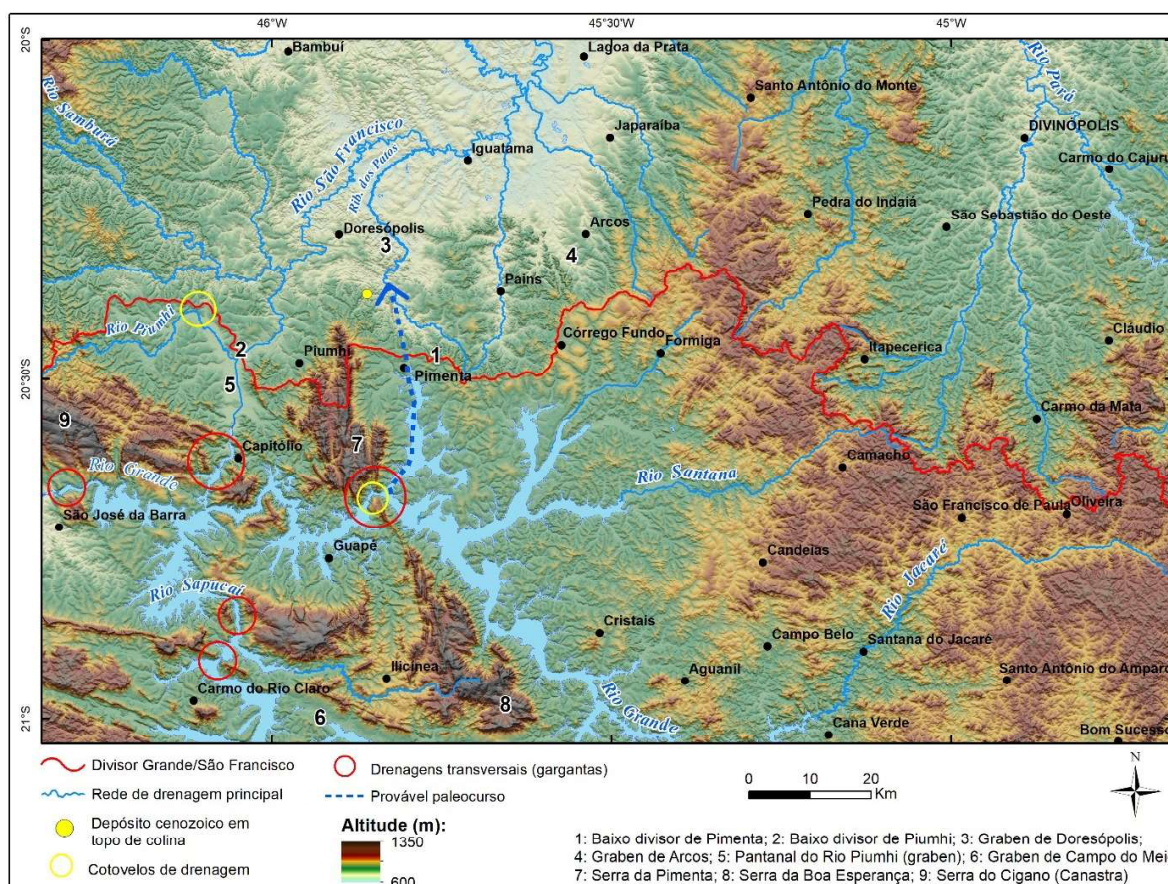 46°W
45°30'W
45°W
20°S
20°30'S
21°S
Bambuí
Lagoa da Prata
Rio Pará
Santo Antônio do Monte
Rio Samburá
Japaraíba
DIVINÓPOLIS
Rio São Francisco
Iguatama
Carmo do Cajuru
Rib. dos Patos
Pedra do Indaiá
São Sebastião do Oeste
Doresópolis
Arcos
3
4
Pains
Rio Piumhi
Córrego Fundo
Formiga
Cláudio
2
1
Itapecerica
Piumhi
Pimenta
5
9
Carmo da Mata
7
Capitólio
Rio Grande
Rio Santana
Camacho
São José da Barra
São Francisco de Paula
Oliveira
Guapé
Candeias
Rio Jacaré
Rio Sapucaí
Cristais
Campo Belo
Santana do Jacaré
Ilicínea
Aguanil
Santo Antônio do Amparo
Carmo do Rio Claro
8
6
Rio Grande
Cana Verde
Bom Sucesso
Divisor Grande/São Francisco
Rede de drenagem principal
Depósito cenozoico em
topo de colina
Cotovelos de drenagem
Drenagens transversais (gargantas)
Provável paleocurso
Altitude (m):
1350
600
0 10 20
Km
N
1: Baixo divisor de Pimenta; 2: Baixo divisor de Piumhi; 3: Graben de Doresópolis;
4: Graben de Arcos; 5: Pantanal do Rio Piumhi (graben); 6: Graben de Campo do Mei
7: Serra da Pimenta; 8: Serra da Boa Esperança; 9: Serra do Cigano (Canastra)